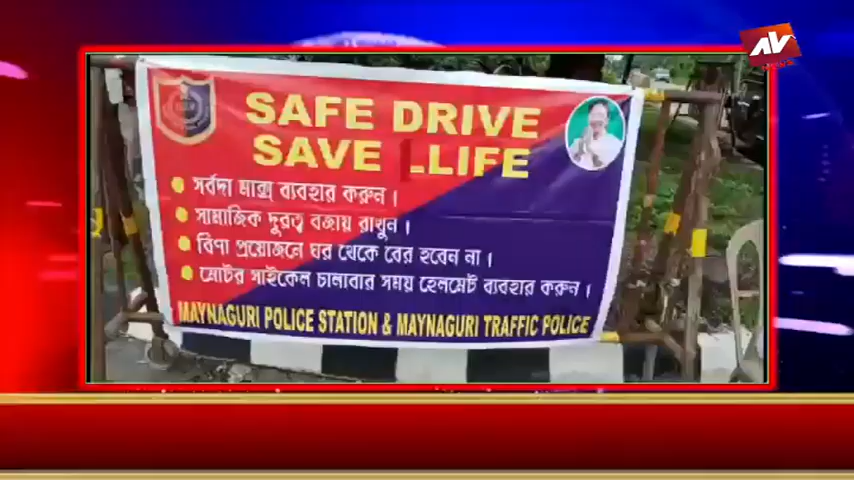 AV
NEWS
SAFE DRIVE
SAVE LIFE
সর্বদা মাস্ক ব্যবহার করুন।
সামাজিক দুরত্ব বজায় রাখুন।
বিণা প্রয়োজনে ঘর থেকে বের হবেন না।
মোটর সাইকেল চালাবার সময় হেলমেট ব্যবহার করুন।
MAYNAGURI POLICE STATION & MAYNAGURI TRAFFIC POLICE